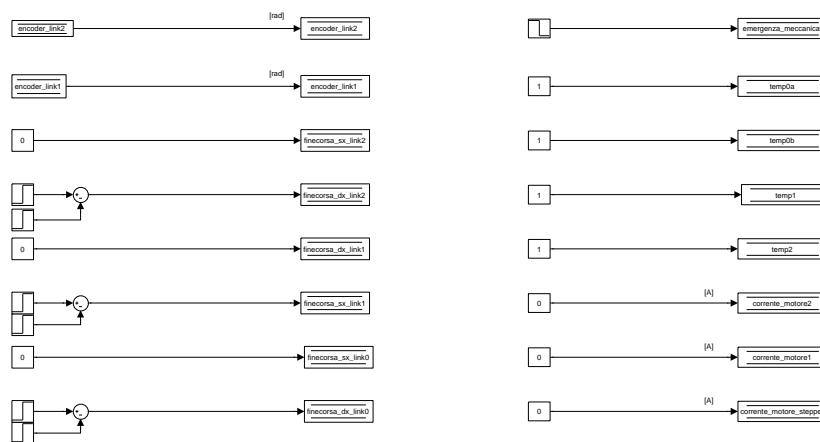 [rad]
encoder_link2
encoder_link2
[rad]
encoder_link1
encoder_link1
0
finecorsa_sx_link2
finecorsa_dx_link2
0
finecorsa_dx_link1
finecorsa_sx_link1
0
finecorsa_sx_link0
finecorsa_dx_link0
emergenza_meccanica
1
temp0a
1
temp0b
1
temp1
1
temp2
[A]
0
corrente_motore2
[A]
0
corrente_motore1
[A]
0
corrente_motore_steppe